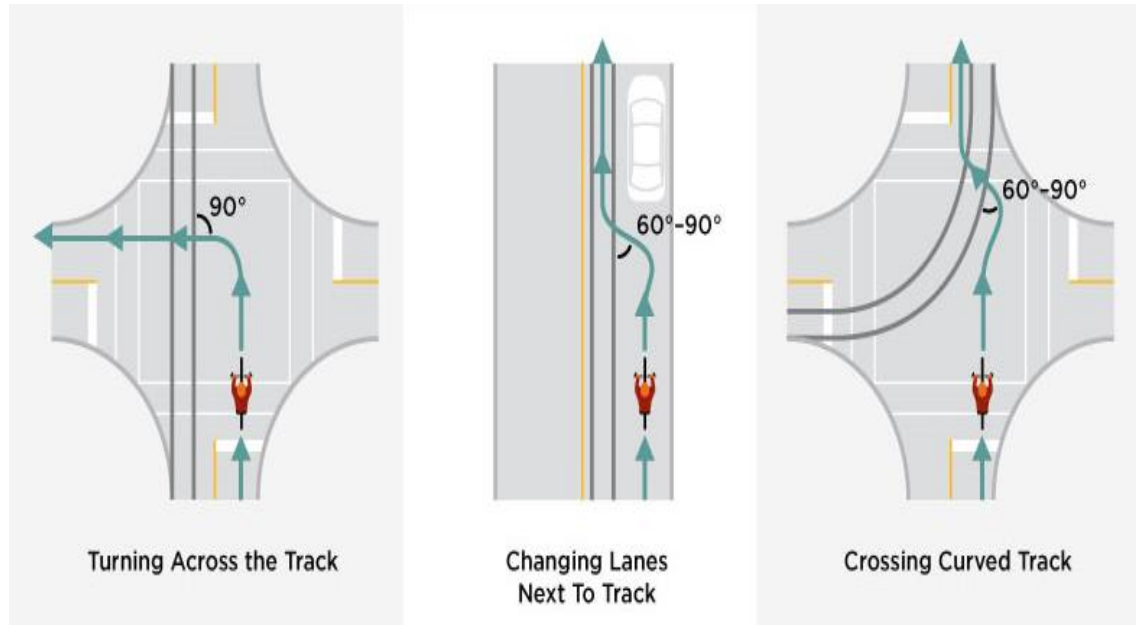 90°
Turning Across the Track
60°-90°
Changing Lanes
Next To Track
60°-90°
Crossing Curved Track